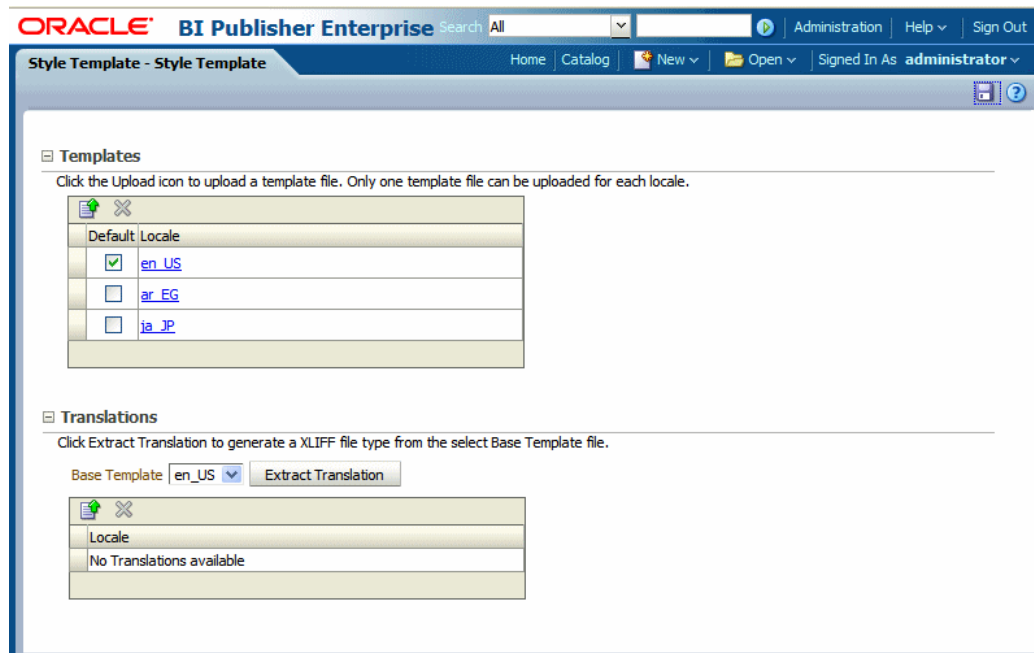 ORACLE BI Publisher Enterprise Search All Administration Help Sign Out
Style Template - Style Template Home Catalog New Open Signed In As administrator
Templates
Click the Upload icon to upload a template file. Only one template file can be uploaded for each locale.
Default Locale
en_US
ar_EG
ja_JP
Translations
Click Extract Translation to generate a XLIFF file type from the select Base Template file.
Base Template en_US Extract Translation
Locale
No Translations available